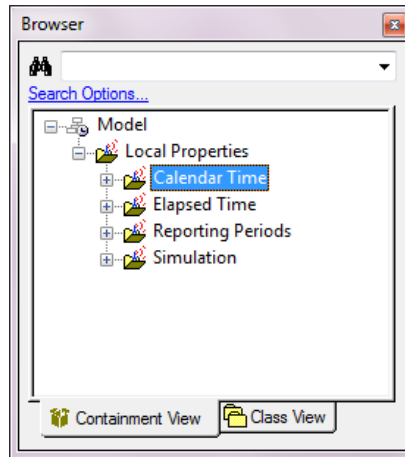 Browser
Search Options...
Model
Local Properties
Calendar Time
Elapsed Time
Reporting Periods
Simulation
Containment View Class View